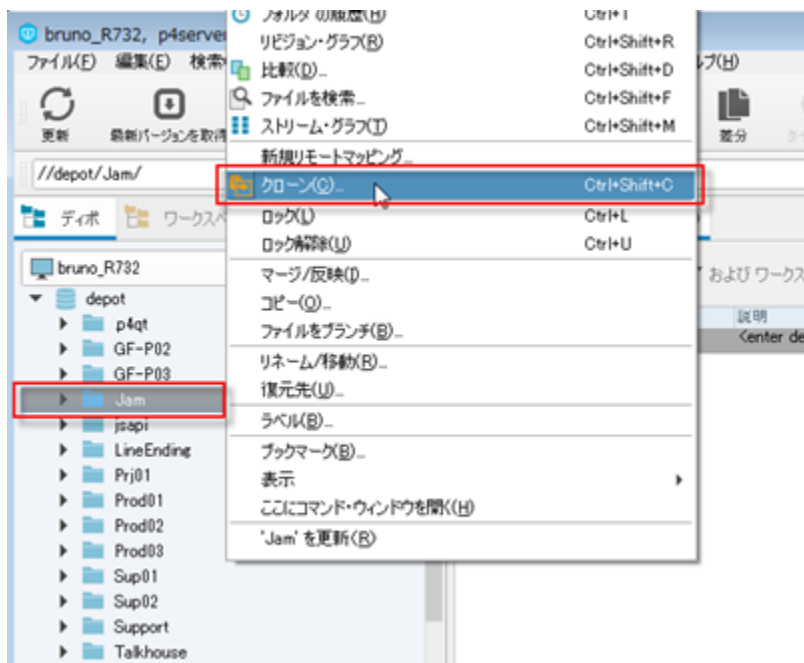 bruno_R732, p4server
ファイル(F) 編集(E) 検索
ルプ(H)
更新
最新バージョンを取得
差分
//depot/Jam/
ディポ
ワークスペ
bruno_R732
depot
p4qt
GF-P02
GF-P03
Jam
jsapi
LineEnding
Prj01
Prod01
Prod02
Prod03
Sup01
Sup02
Support
Talkhouse
フォルダの履歴(H) Ctrl+T
リビジョン・グラフ(R) Ctrl+Shift+R
比較(D)... Ctrl+Shift+D
ファイルを検索... Ctrl+Shift+F
ストリーム・グラフ(T) Ctrl+Shift+M
新規リモートマッピング...
クローン(C)... Ctrl+Shift+C
ロック(L) Ctrl+L
ロック解除(U) Ctrl+U
マージ/反映(I)...
コピー(O)...
ファイルをブランチ(B)...
リネーム/移動(R)...
復元先(U)...
ラベル(B)...
ブックマーク(B)...
表示
ここにコマンド・ウィンドウを開く(H)
'Jam' を更新(R)
および ワークス
説明
<enter de